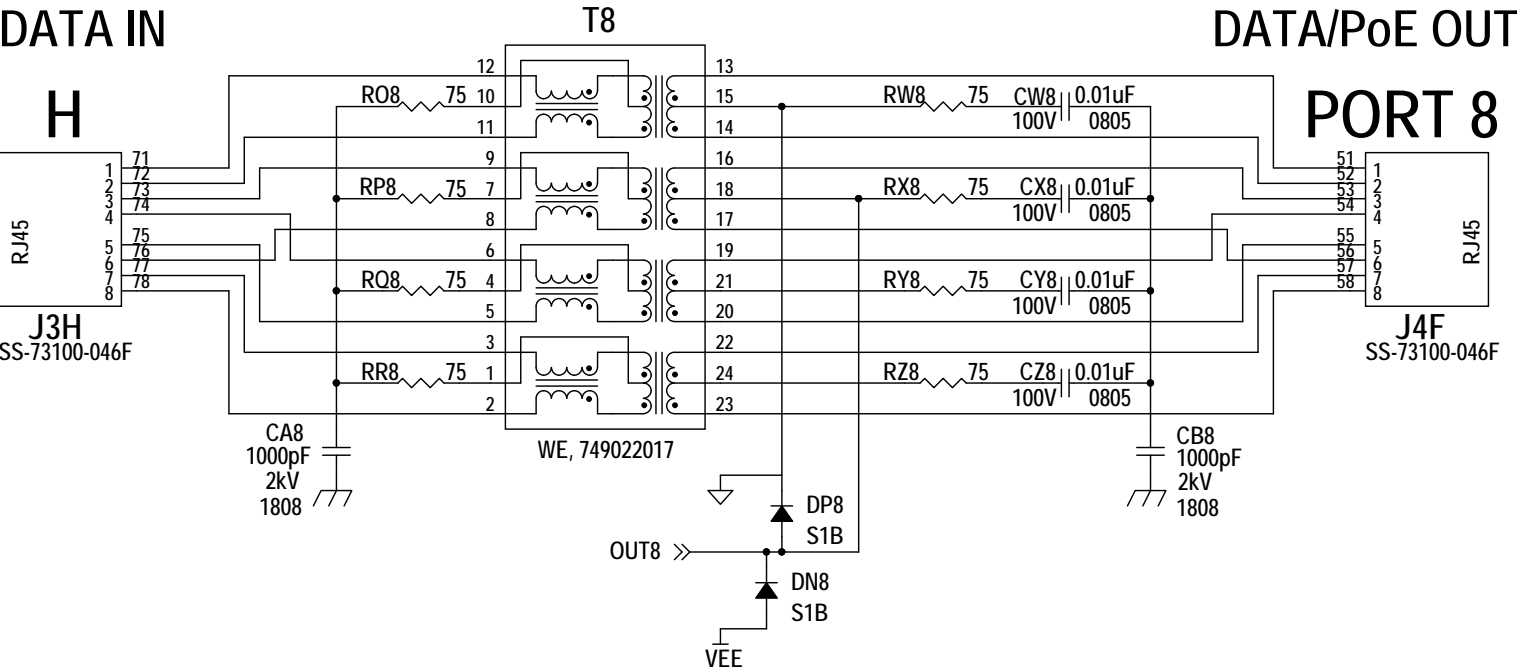 DATA IN
T8
DATA/PoE OUT
H
PORT 8
12
13
RO8 75 10
15
RW8 75 CW8 0.01uF
100V 0805
11
14
9
16
RP8 75 7
18
RX8 75 CX8 0.01uF
100V 0805
8
17
6
19
RQ8 75 4
21
RY8 75 CY8 0.01uF
100V 0805
5
20
3
22
RR8 75 1
24
RZ8 75 CZ8 0.01uF
100V 0805
2
23
RJ45
1 71
2 72
3 73
4 74
5 75
6 76
7 77
8 78
J3H
SS-73100-046F
51 1
52 2
53 3
54 4
55 5
56 6
57 7
58 8
RJ45
J4F
SS-73100-046F
CA8
1000pF
2kV
1808
WE, 749022017
CB8
1000pF
2kV
1808
DP8
S1B
OUT8
DN8
S1B
VEE